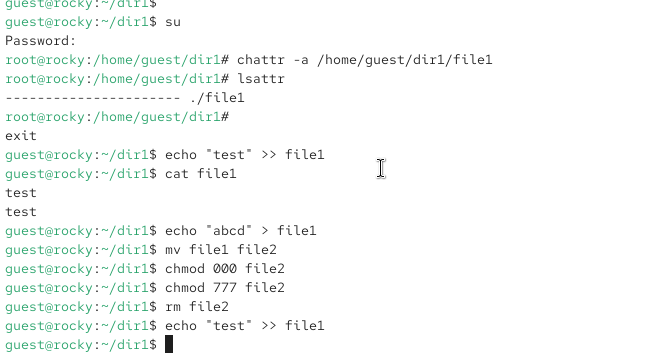 guest@rocky:~/dir1$
guest@rocky:~/dir1$ su
Password:
root@rocky:/home/guest/dir1# chattr -a /home/guest/dir1/file1
root@rocky:/home/guest/dir1# lsattr
---------------------- ./file1
root@rocky:/home/guest/dir1#
exit
guest@rocky:~/dir1$ echo "test" >> file1
guest@rocky:~/dir1$ cat file1
test
test
guest@rocky:~/dir1$ echo "abcd" > file1
guest@rocky:~/dir1$ mv file1 file2
guest@rocky:~/dir1$ chmod 000 file2
guest@rocky:~/dir1$ chmod 777 file2
guest@rocky:~/dir1$ rm file2
guest@rocky:~/dir1$ echo "test" >> file1
guest@rocky:~/dir1$